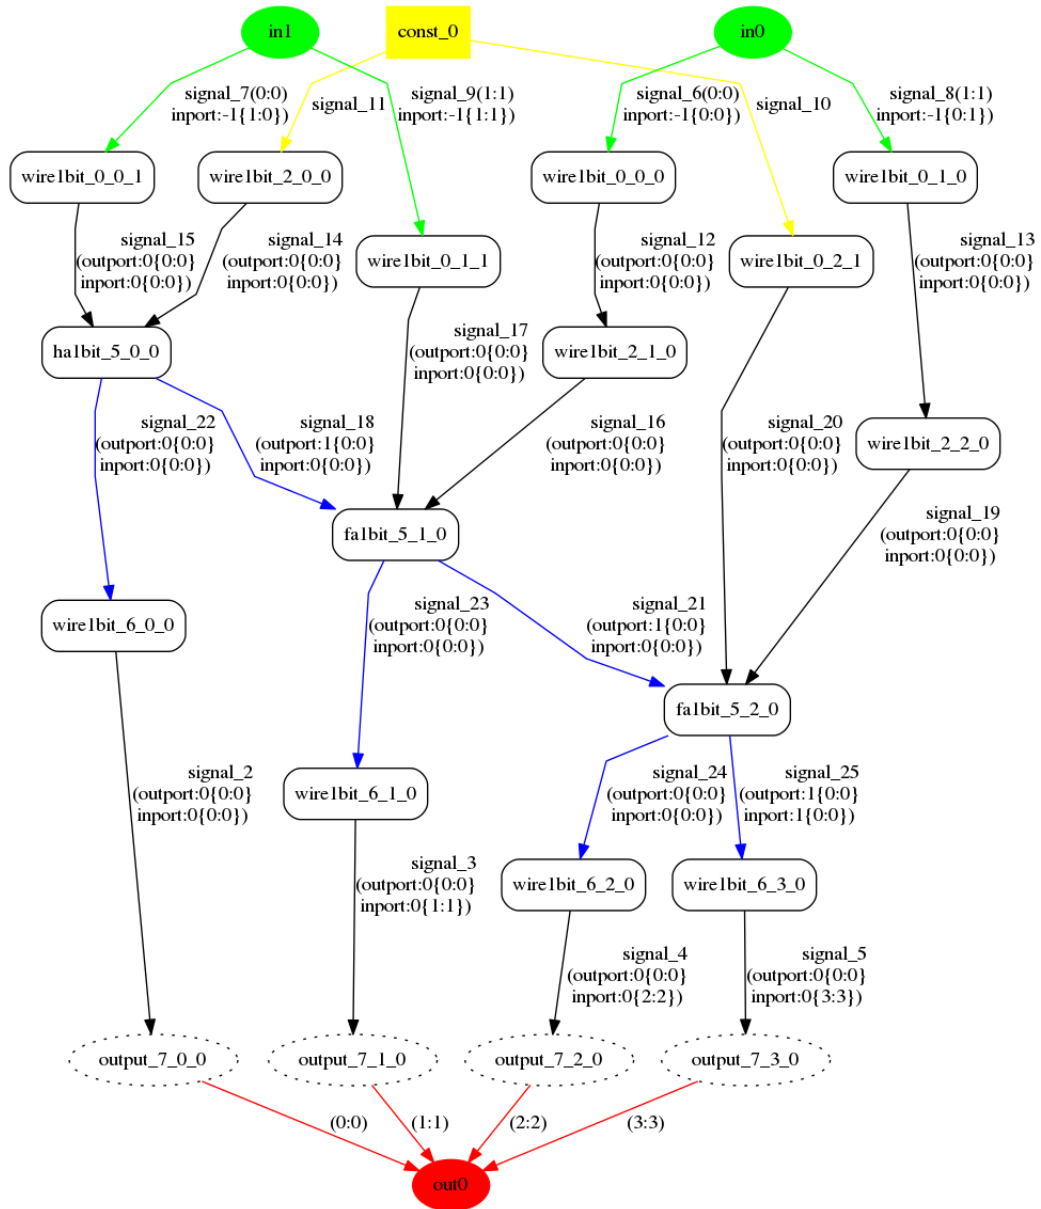 in1
const_0
in0
signal_7(0:0)
inport:-1{1:0})
signal_11
signal_9(1:1)
inport:-1{1:1})
signal_6(0:0)
inport:-1{0:0})
signal_10
signal_8(1:1)
inport:-1{0:1})
wire1bit_0_0_1
wire1bit_2_0_0
wire1bit_0_0_0
wire1bit_0_1_0
signal_15
(outport:0{0:0}
inport:0{0:0})
signal_14
(outport:0{0:0}
inport:0{0:0})
wire1bit_0_1_1
signal_12
(outport:0{0:0}
inport:0{0:0})
wire1bit_0_2_1
signal_13
(outport:0{0:0}
inport:0{0:0})
ha1bit_5_0_0
signal_17
(outport:0{0:0}
inport:0{0:0})
wire1bit_2_1_0
signal_22
(outport:0{0:0}
inport:0{0:0})
signal_18
(outport:1{0:0}
inport:0{0:0})
signal_16
(outport:0{0:0}
inport:0{0:0})
signal_20
(outport:0{0:0}
inport:0{0:0})
wire1bit_2_2_0
fa1bit_5_1_0
signal_19
(outport:0{0:0}
inport:0{0:0})
wire1bit_6_0_0
signal_23
(outport:0{0:0}
inport:0{0:0})
signal_21
(outport:1{0:0}
inport:0{0:0})
fa1bit_5_2_0
signal_2
(outport:0{0:0}
inport:0{0:0})
wire1bit_6_1_0
signal_24
(outport:0{0:0}
inport:0{0:0})
signal_25
(outport:1{0:0}
inport:1{0:0})
signal_3
(outport:0{0:0}
inport:0{1:1})
wire1bit_6_2_0
wire1bit_6_3_0
signal_4
(outport:0{0:0}
inport:0{2:2})
signal_5
(outport:0{0:0}
inport:0{3:3})
output_7_0_0
output_7_1_0
output_7_2_0
output_7_3_0
(0:0)
(1:1)
(2:2)
(3:3)
out0